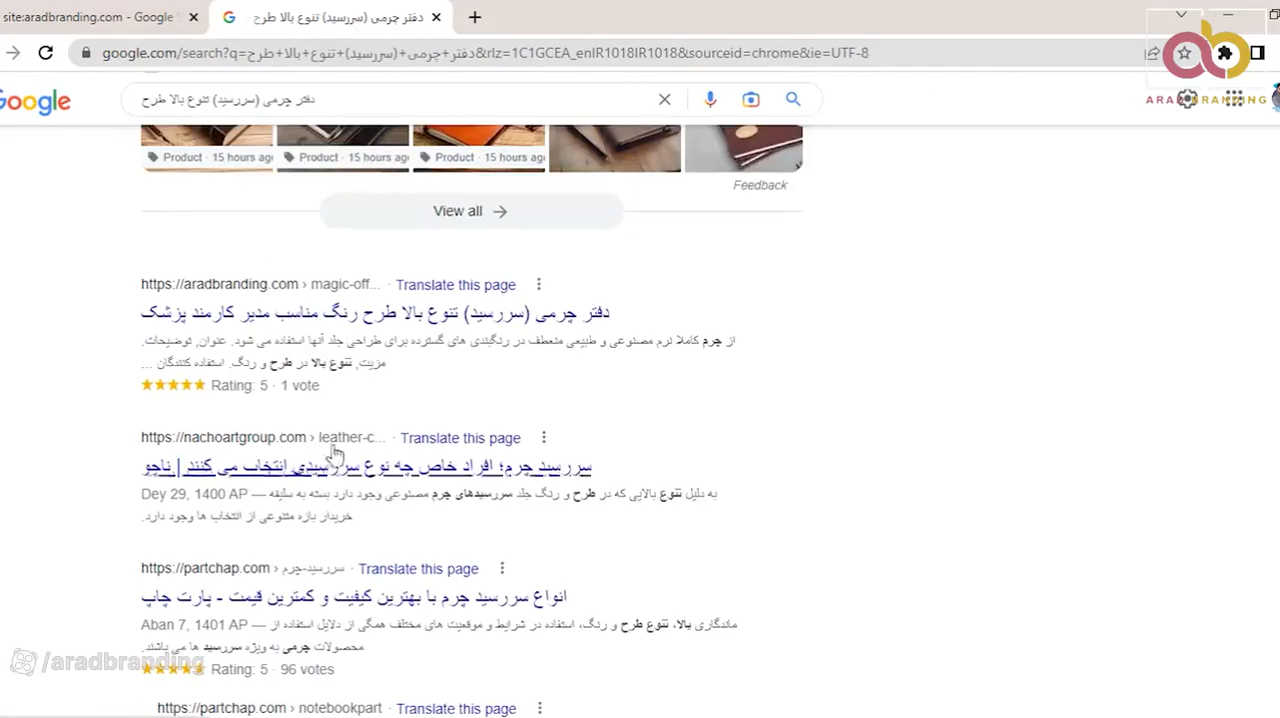 site:aradbranding.com - Google
دفتر چرمی (سررسید) تنوع بالا طرح
google.com/search?q=دفتر+چرمی+(سررسید)+تنوع+بالا+طرح&rlz=1C1GCEA_enIR1018IR1018&sourceid=chrome&ie=UTF-8
ARAD BRANDING
Google
دفتر چرمی (سررسید) تنوع بالا طرح
Product · 15 hours ago
Product · 15 hours ago
Product · 15 hours ago
Feedback
View all
https://aradbranding.com › magic-off... · Translate this page
دفتر چرمی (سررسید) تنوع بالا طرح رنگ مناسب مدیر کارمند پزشک
از چرم کاملا نرم مصنوعی و طبیعی منعطف در رنگبندی های گسترده برای طراحی جلد آنها استفاده می شود. عنوان, توضیحات.
مزیت, تنوع بالا در طرح و رنگ. استفاده کنندگان ...
Rating: 5 · 1 vote
https://nachoartgroup.com › leather-c... · Translate this page
سررسید چرم؛ افراد خاص چه نوع سررسیدی انتخاب می کنند | ناچو
Dey 29, 1400 AP — به دلیل تنوع بالایی که در طرح و رنگ جلد سررسیدهای چرم مصنوعی وجود دارد بسته به سلیقه
خریدار بازه متنوعی از انتخاب ها وجود دارد.
https://partchap.com › سررسید-چرم · Translate this page
انواع سررسید چرم با بهترین کیفیت و کمترین قیمت - پارت چاپ
Aban 7, 1401 AP — ماندگاری بالا، تنوع طرح و رنگ، استفاده در شرایط و موقعیت های مختلف همگی از دلایل استفاده از
محصولات چرمی به ویژه سررسید ها می باشند.
/aradbranding
Rating: 5 · 96 votes
https://partchap.com › notebookpart · Translate this page